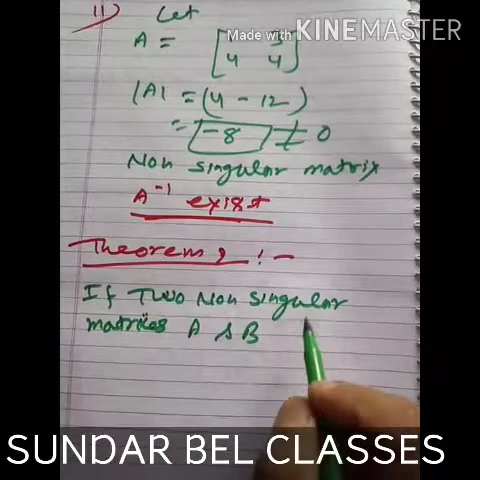 11) Let
Made with KINEMASTER
A = [
4 4 ]
|A| = (4 - 12)
= -8 ≠ 0
Non singular matrix
A⁻¹ exist
Theorem :-
If Two Non singular
matrices A & B
SUNDAR BEL CLASSES